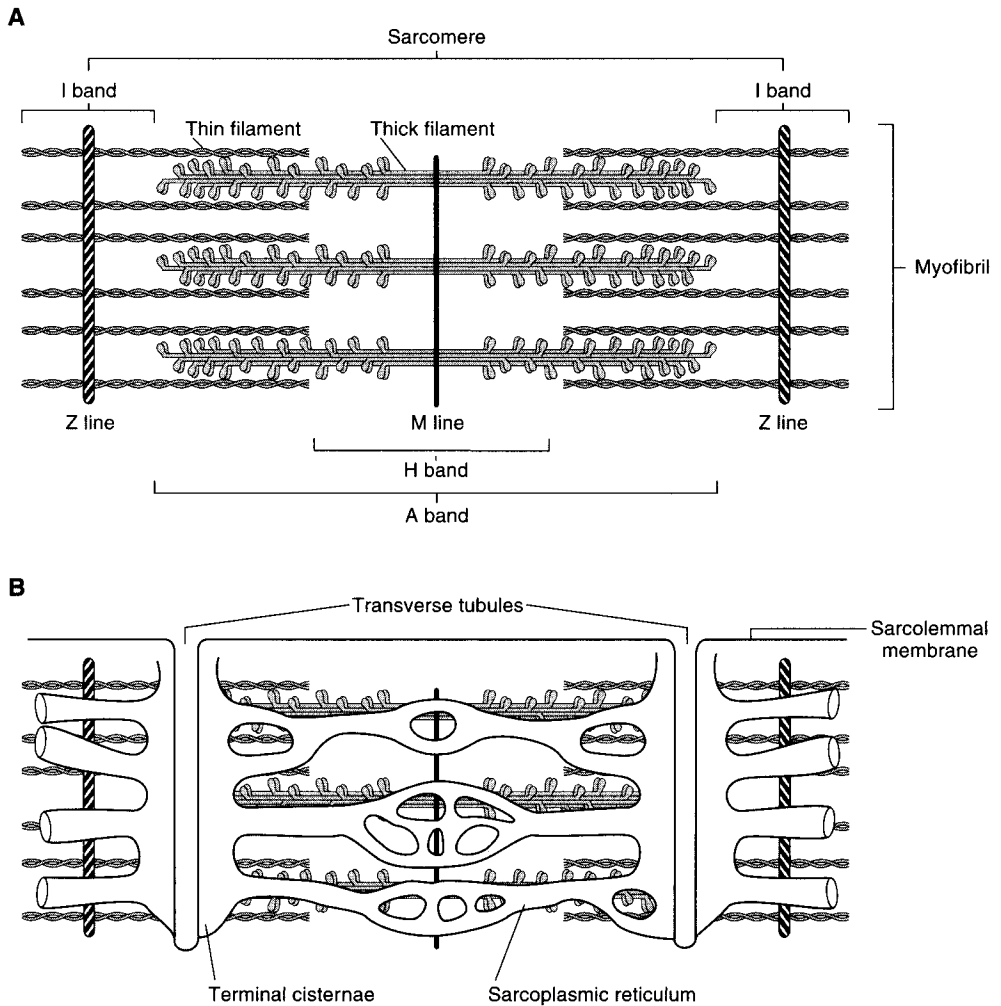 A
Sarcomere
I band
I band
Thin filament
Thick filament
Myofibril
Z line
M line
Z line
H band
A band
B
Transverse tubules
Sarcolemmal
membrane
Terminal cisternae
Sarcoplasmic reticulum